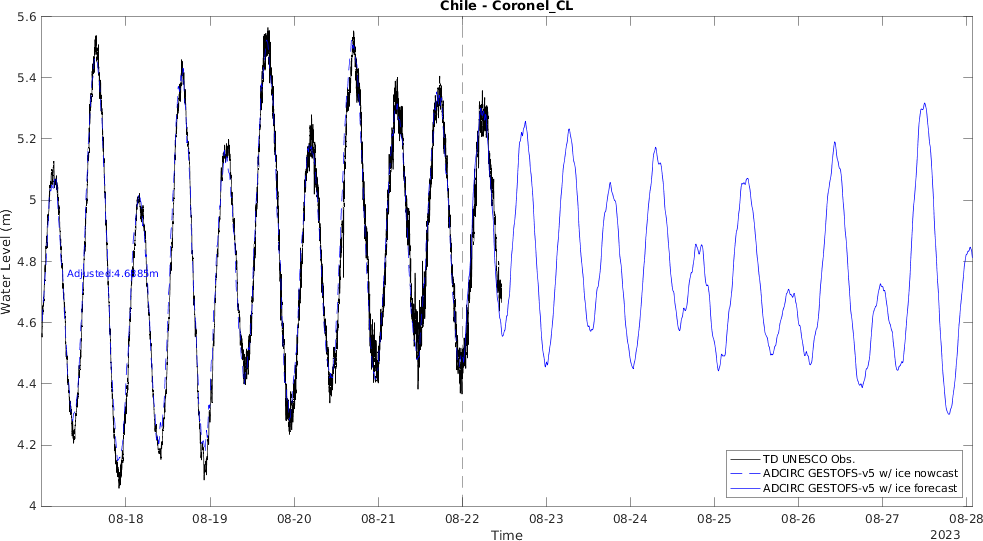 Chile - Coronel_CL
5.6
5.4
5.2
5
4.8
4.6
4.4
4.2
4
Water Level (m)
Adjusted:4.6885m
TD UNESCO Obs.
ADCIRC GESTOFS-v5 w/ ice nowcast
ADCIRC GESTOFS-v5 w/ ice forecast
08-18 08-19 08-20 08-21 08-22 08-23 08-24 08-25 08-26 08-27 08-28
Time
2023